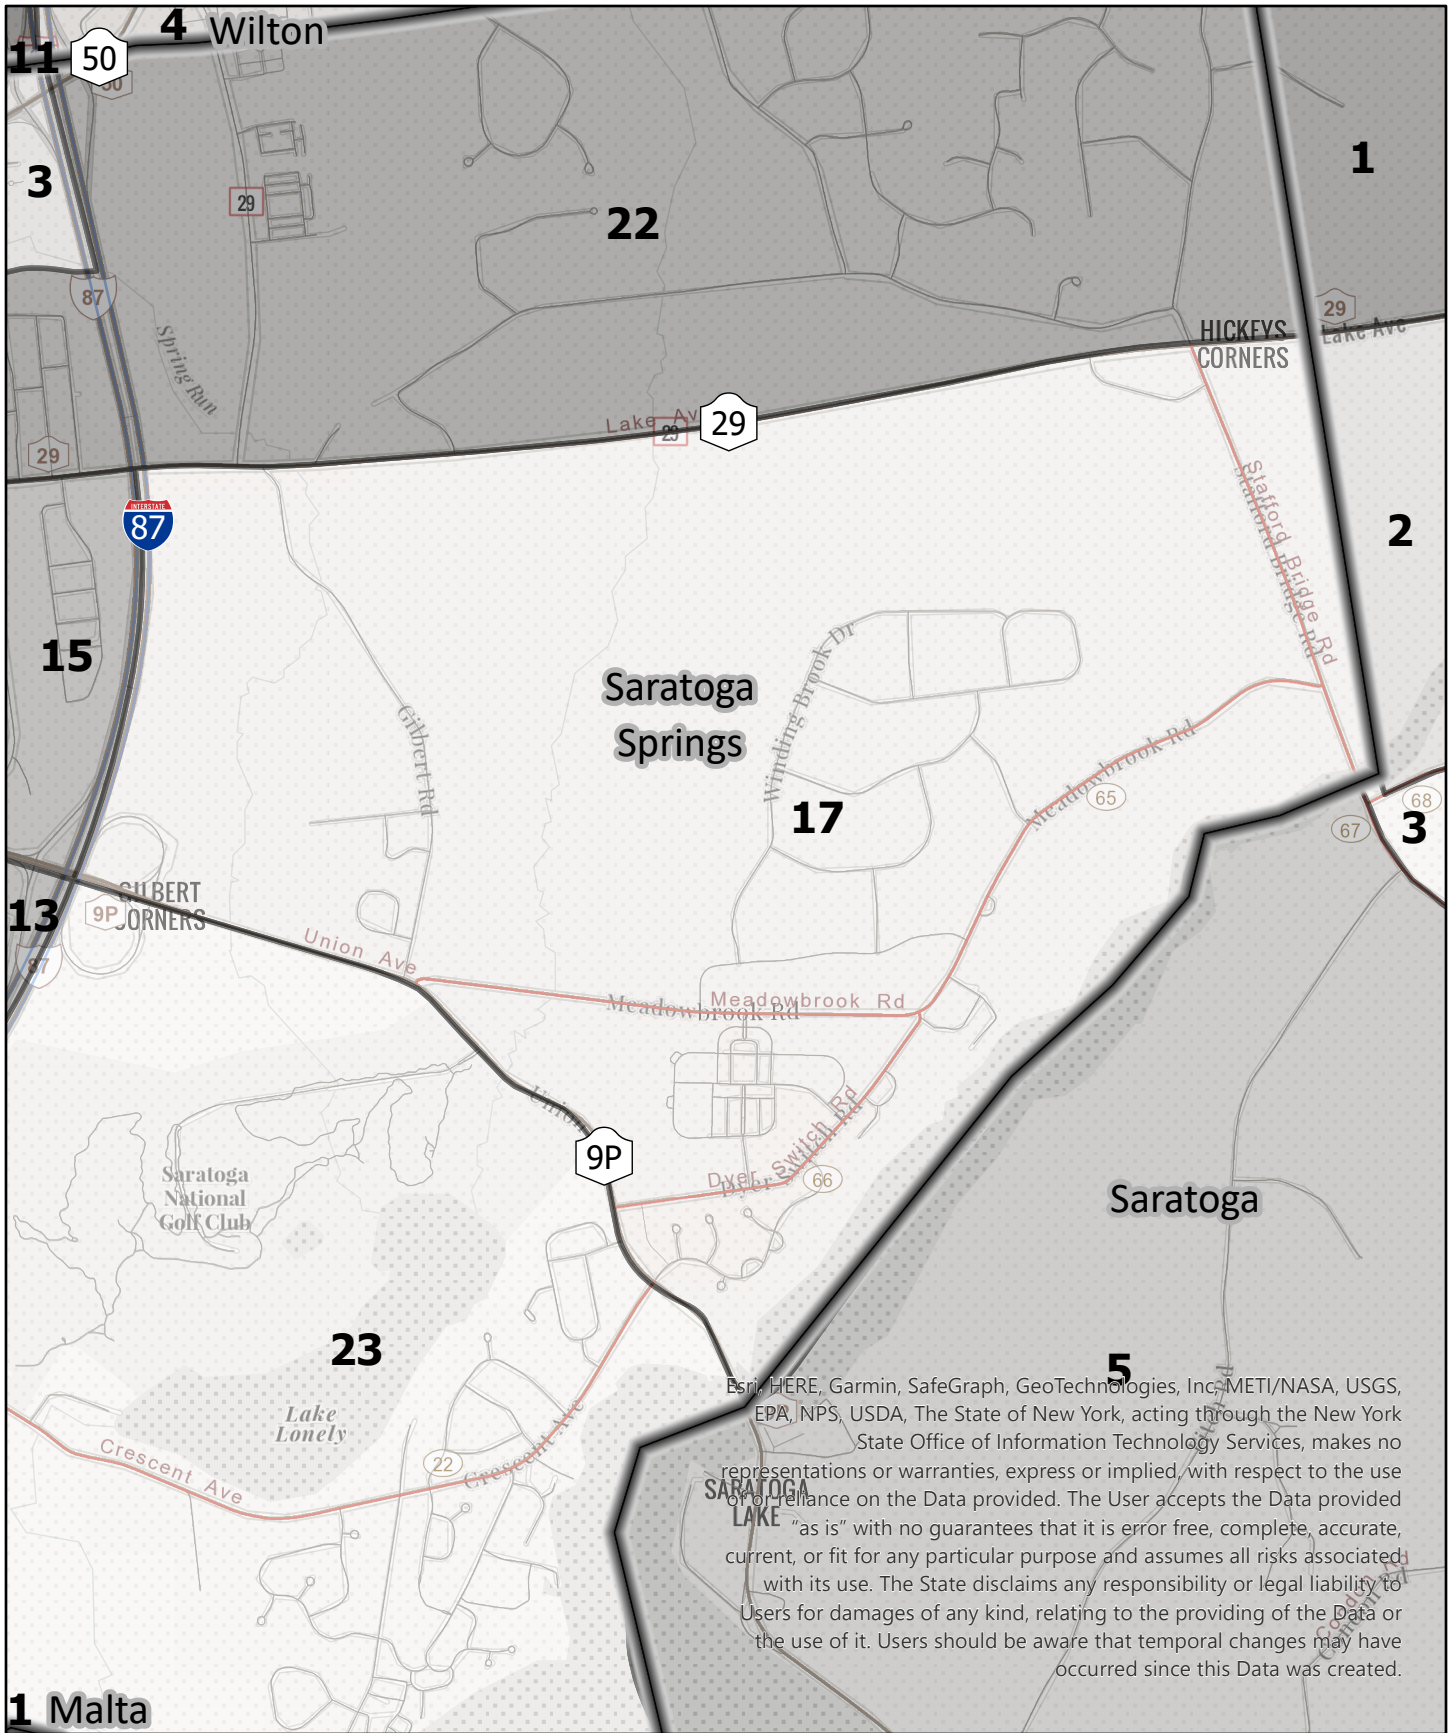 4 Wilton
11
50
50
3
1
29
22
87
29
Spring Run
HICKEYS
CORNERS
Lake Ave
Lake Av
29
29
29
INTERSTATE
87
Stafford Bridge Rd
Stafford Bridge Rd
2
15
Saratoga
Springs
Winding Brook Dr
Gilbert Rd
17
Meadowbrook Rd
65
68
67
3
GILBERT
CORNERS
9P
13
87
Union Ave
Meadowbrook Rd
Meadowbrook Rd
Union
9P
Dyer Switch Rd
Dyer Switch Rd
66
Saratoga
National
Golf Club
Saratoga
23
5
Lake
Lonely
Crescent Ave
22
Crescent Ave
SARATOGA
LAKE
Esri, HERE, Garmin, SafeGraph, GeoTechnologies, Inc, METI/NASA, USGS,
EPA, NPS, USDA, The State of New York, acting through the New York
State Office of Information Technology Services, makes no
representations or warranties, express or implied, with respect to the use
of or reliance on the Data provided. The User accepts the Data provided
“as is” with no guarantees that it is error free, complete, accurate,
current, or fit for any particular purpose and assumes all risks associated
with its use. The State disclaims any responsibility or legal liability to
Users for damages of any kind, relating to the providing of the Data or
the use of it. Users should be aware that temporal changes may have
occurred since this Data was created.
1 Malta